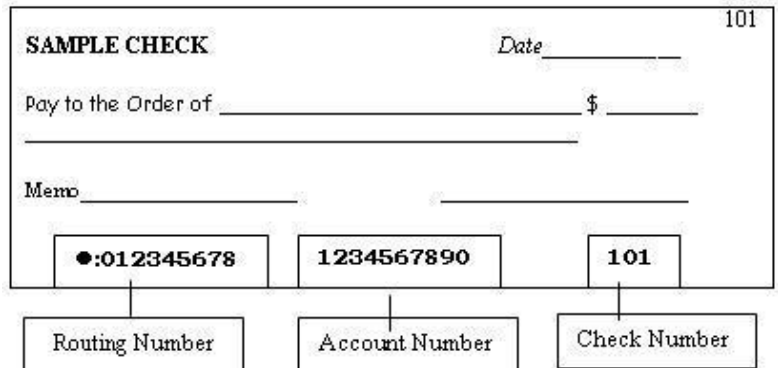 101
SAMPLE CHECK Date
Pay to the Order of $
Memo
●:012345678 1234567890 101
Routing Number Account Number Check Number